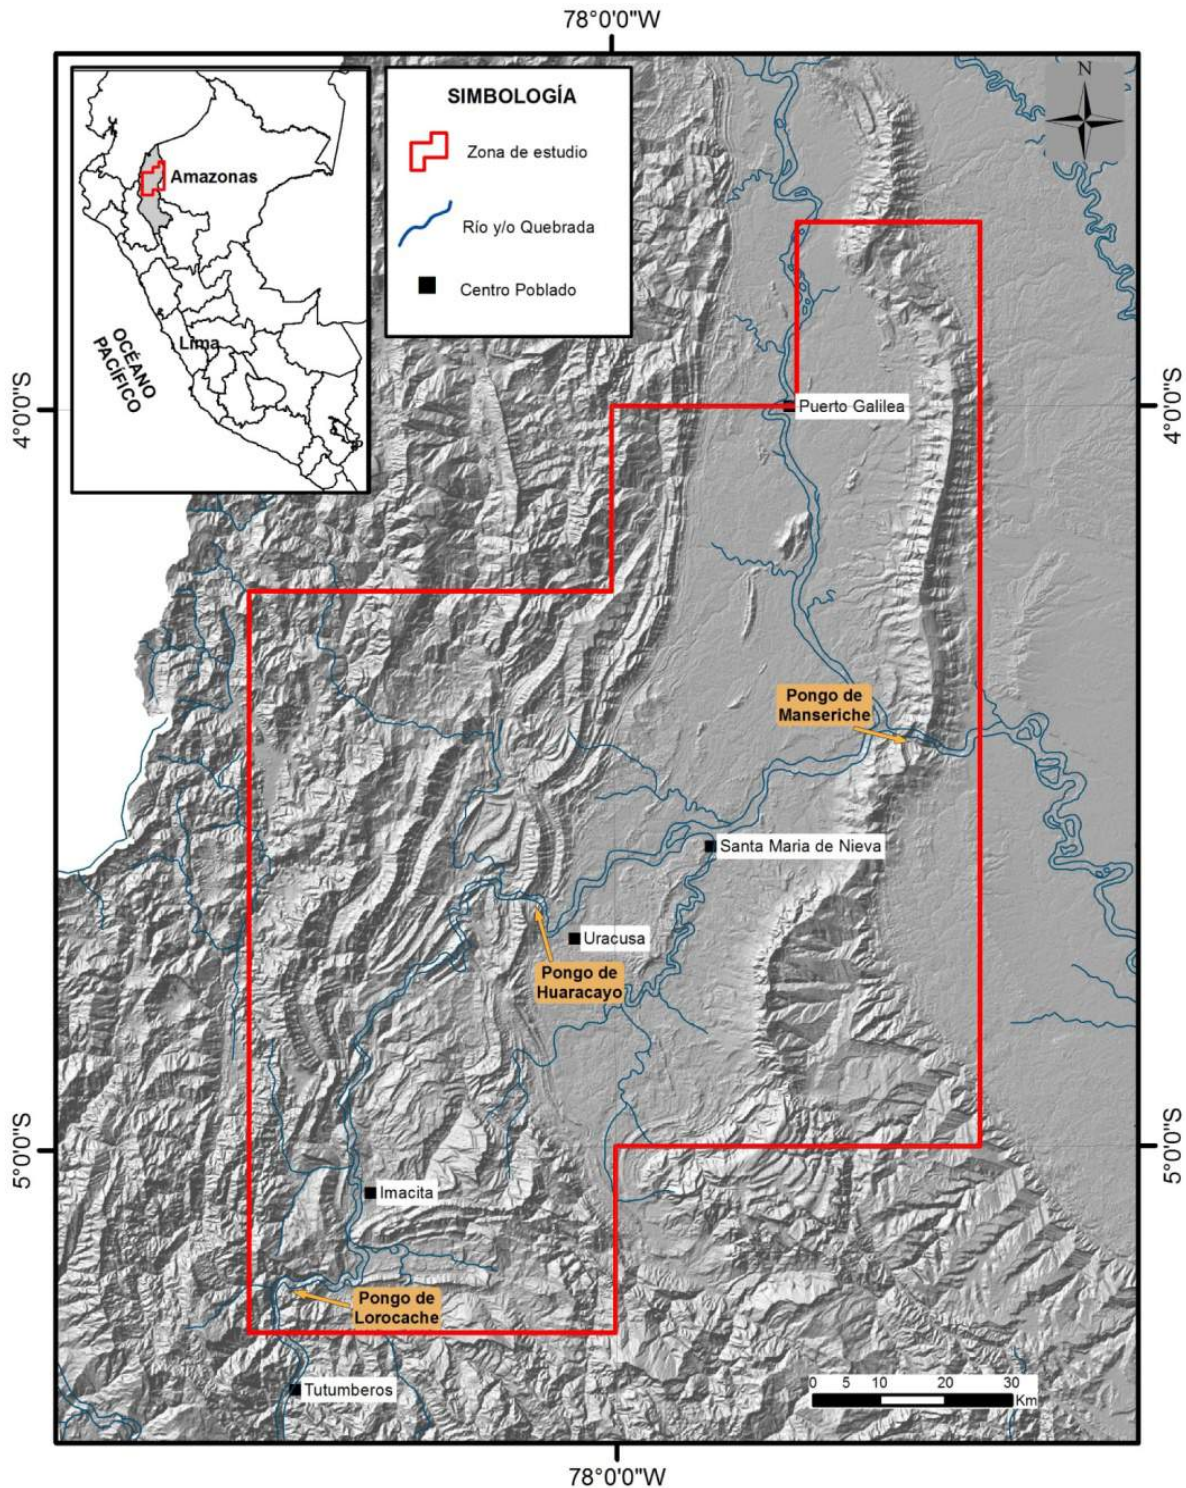 78°0'0"W
N
SIMBOLOGÍA
Zona de estudio
Río y/o Quebrada
Centro Poblado
Amazonas
Lima
OCÉANO
PACÍFICO
4°0'0"S
4°0'0"S
Puerto Galilea
Pongo de
Manseriche
Santa Maria de Nieva
Uracusa
Pongo de
Huaracayo
5°0'0"S
5°0'0"S
Imacita
Pongo de
Lorocache
Tutumberos
0 5 10 20 30
Km
78°0'0"W